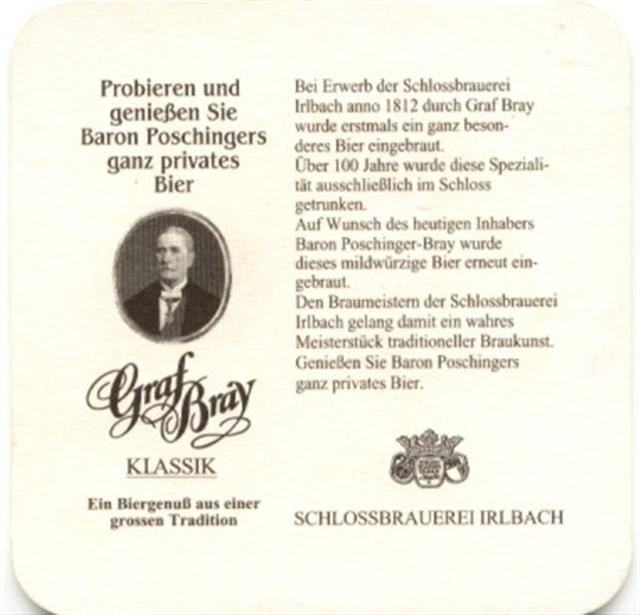 Probieren und
genießen Sie
Baron Poschingers
ganz privates
Bier
Graf
Bray
KLASSIK
Ein Biergenuß aus einer
grossen Tradition
Bei Erwerb der Schlossbrauerei
Irlbach anno 1812 durch Graf Bray
wurde erstmals ein ganz beson-
deres Bier eingebraut.
Über 100 Jahre wurde diese Speziali-
tät ausschließlich im Schloss
getrunken.
Auf Wunsch des heutigen Inhabers
Baron Poschinger-Bray wurde
dieses mildwürzige Bier erneut ein-
gebraut.
Den Braumeistern der Schlossbrauerei
Irlbach gelang damit ein wahres
Meisterstück traditioneller Braukunst.
Genießen Sie Baron Poschingers
ganz privates Bier.
SCHLOSSBRAUEREI IRLBACH